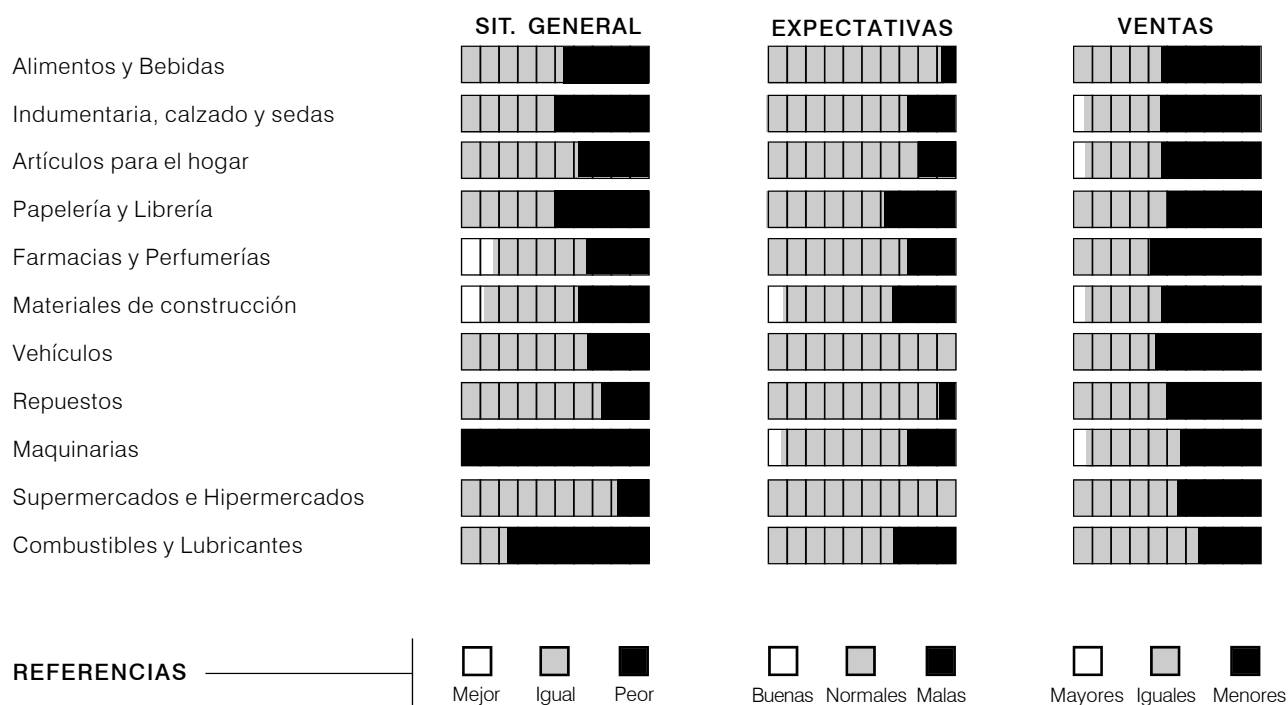 SIT. GENERAL EXPECTATIVAS VENTAS
Alimentos y Bebidas
Indumentaria, calzado y sedas
Artículos para el hogar
Papelería y Librería
Farmacias y Perfumerías
Materiales de construcción
Vehículos
Repuestos
Maquinarias
Supermercados e Hipermercados
Combustibles y Lubricantes
REFERENCIAS
Mejor Igual Peor Buenas Normales Malas Mayores Iguales Menores